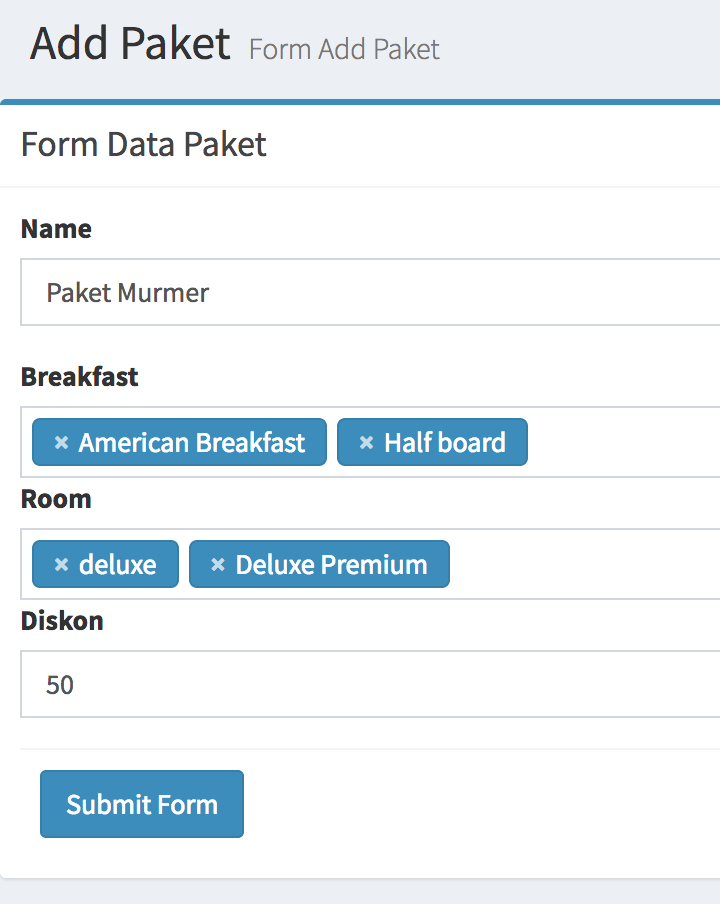 Add Paket Form Add Paket
Form Data Paket
Name
Paket Murmer
Breakfast
× American Breakfast × Half board
Room
× deluxe × Deluxe Premium
Diskon
50
Submit Form